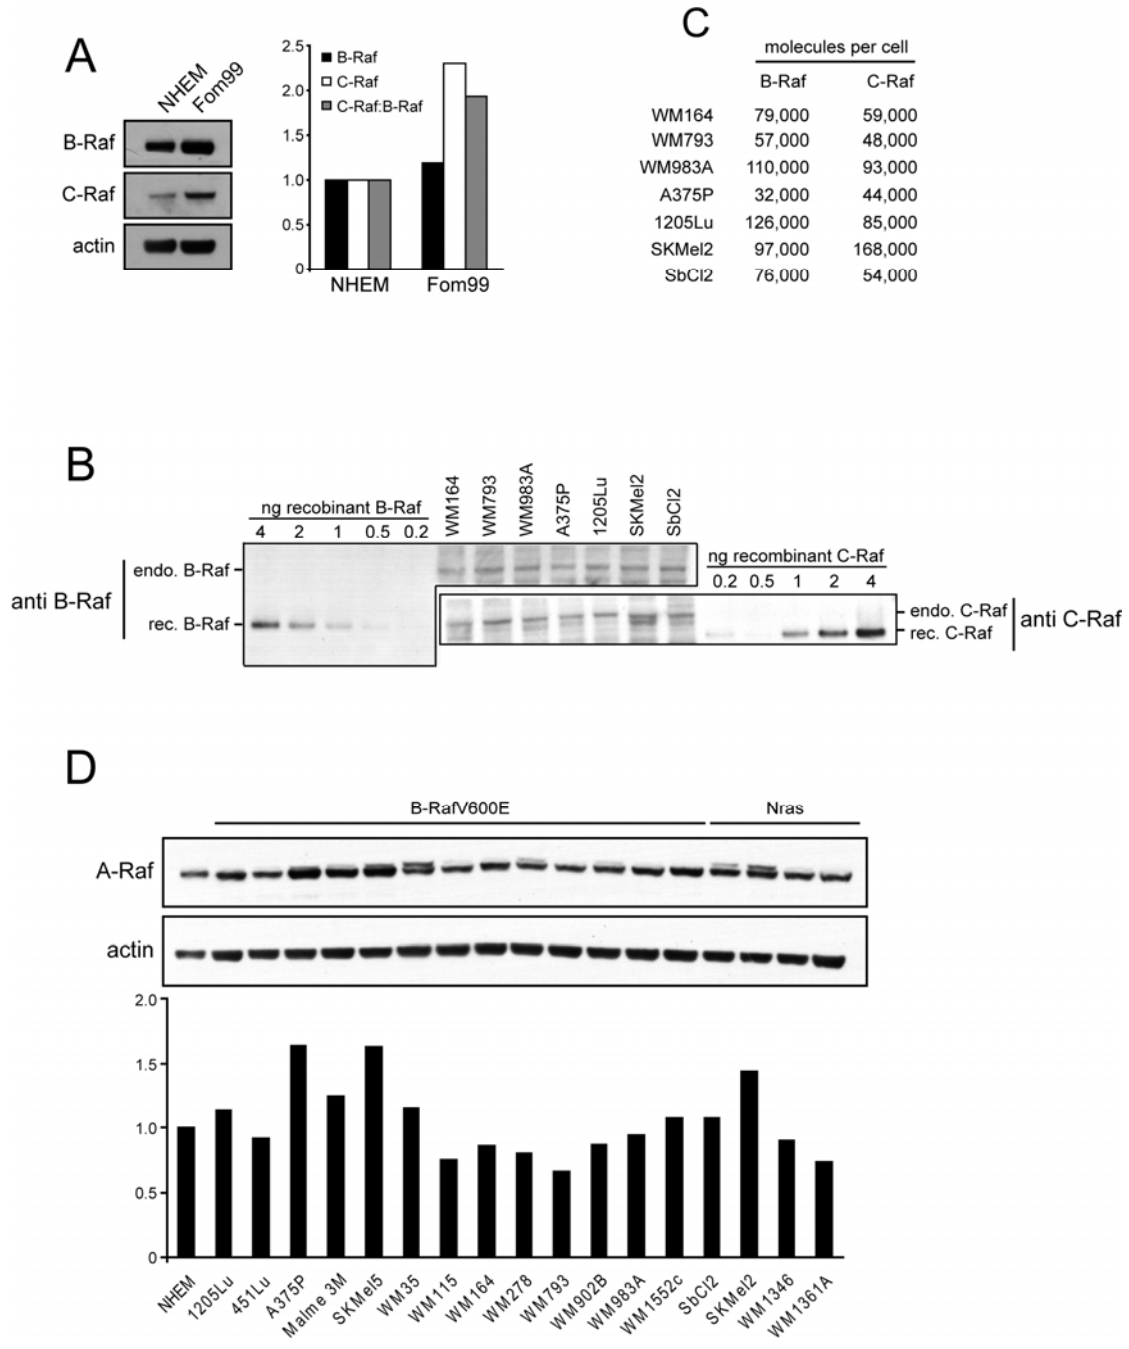 A
NHEM
Fom99
B-Raf
C-Raf
actin
2.5
2.0
1.5
1.0
0.5
0
B-Raf
C-Raf
C-Raf:B-Raf
NHEM Fom99
C
molecules per cell
B-Raf C-Raf
WM164 79,000 59,000
WM793 57,000 48,000
WM983A 110,000 93,000
A375P 32,000 44,000
1205Lu 126,000 85,000
SKMel2 97,000 168,000
SbCl2 76,000 54,000
B
ng recobinant B-Raf
4 2 1 0.5 0.2
WM164
WM793
WM983A
A375P
1205Lu
SKMel2
SbCl2
ng recombinant C-Raf
0.2 0.5 1 2 4
anti B-Raf
endo. B-Raf
rec. B-Raf
endo. C-Raf
rec. C-Raf
anti C-Raf
D
B-RafV600E Nras
A-Raf
actin
2.0
1.5
1.0
0.5
0
NHEM
1205Lu
451Lu
A375P
Malme 3M
SKMel5
WM35
WM115
WM164
WM278
WM793
WM902B
WM983A
WM1552c
SbCl2
SKMel2
WM1346
WM1361A